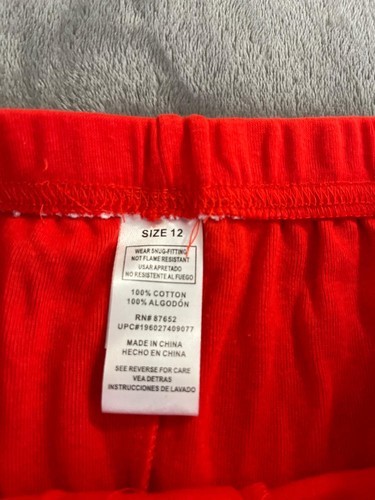 SIZE 12
WEAR SNUG-FITTING
NOT FLAME RESISTANT
USAR APRETADO
NO RESISTENTE AL FUEGO
100% COTTON
100% ALGODÓN
RN# 87652
UPC#196027409077
MADE IN CHINA
HECHO EN CHINA
SEE REVERSE FOR CARE
VEA DETRAS
INSTRUCCIONES DE LAVADO